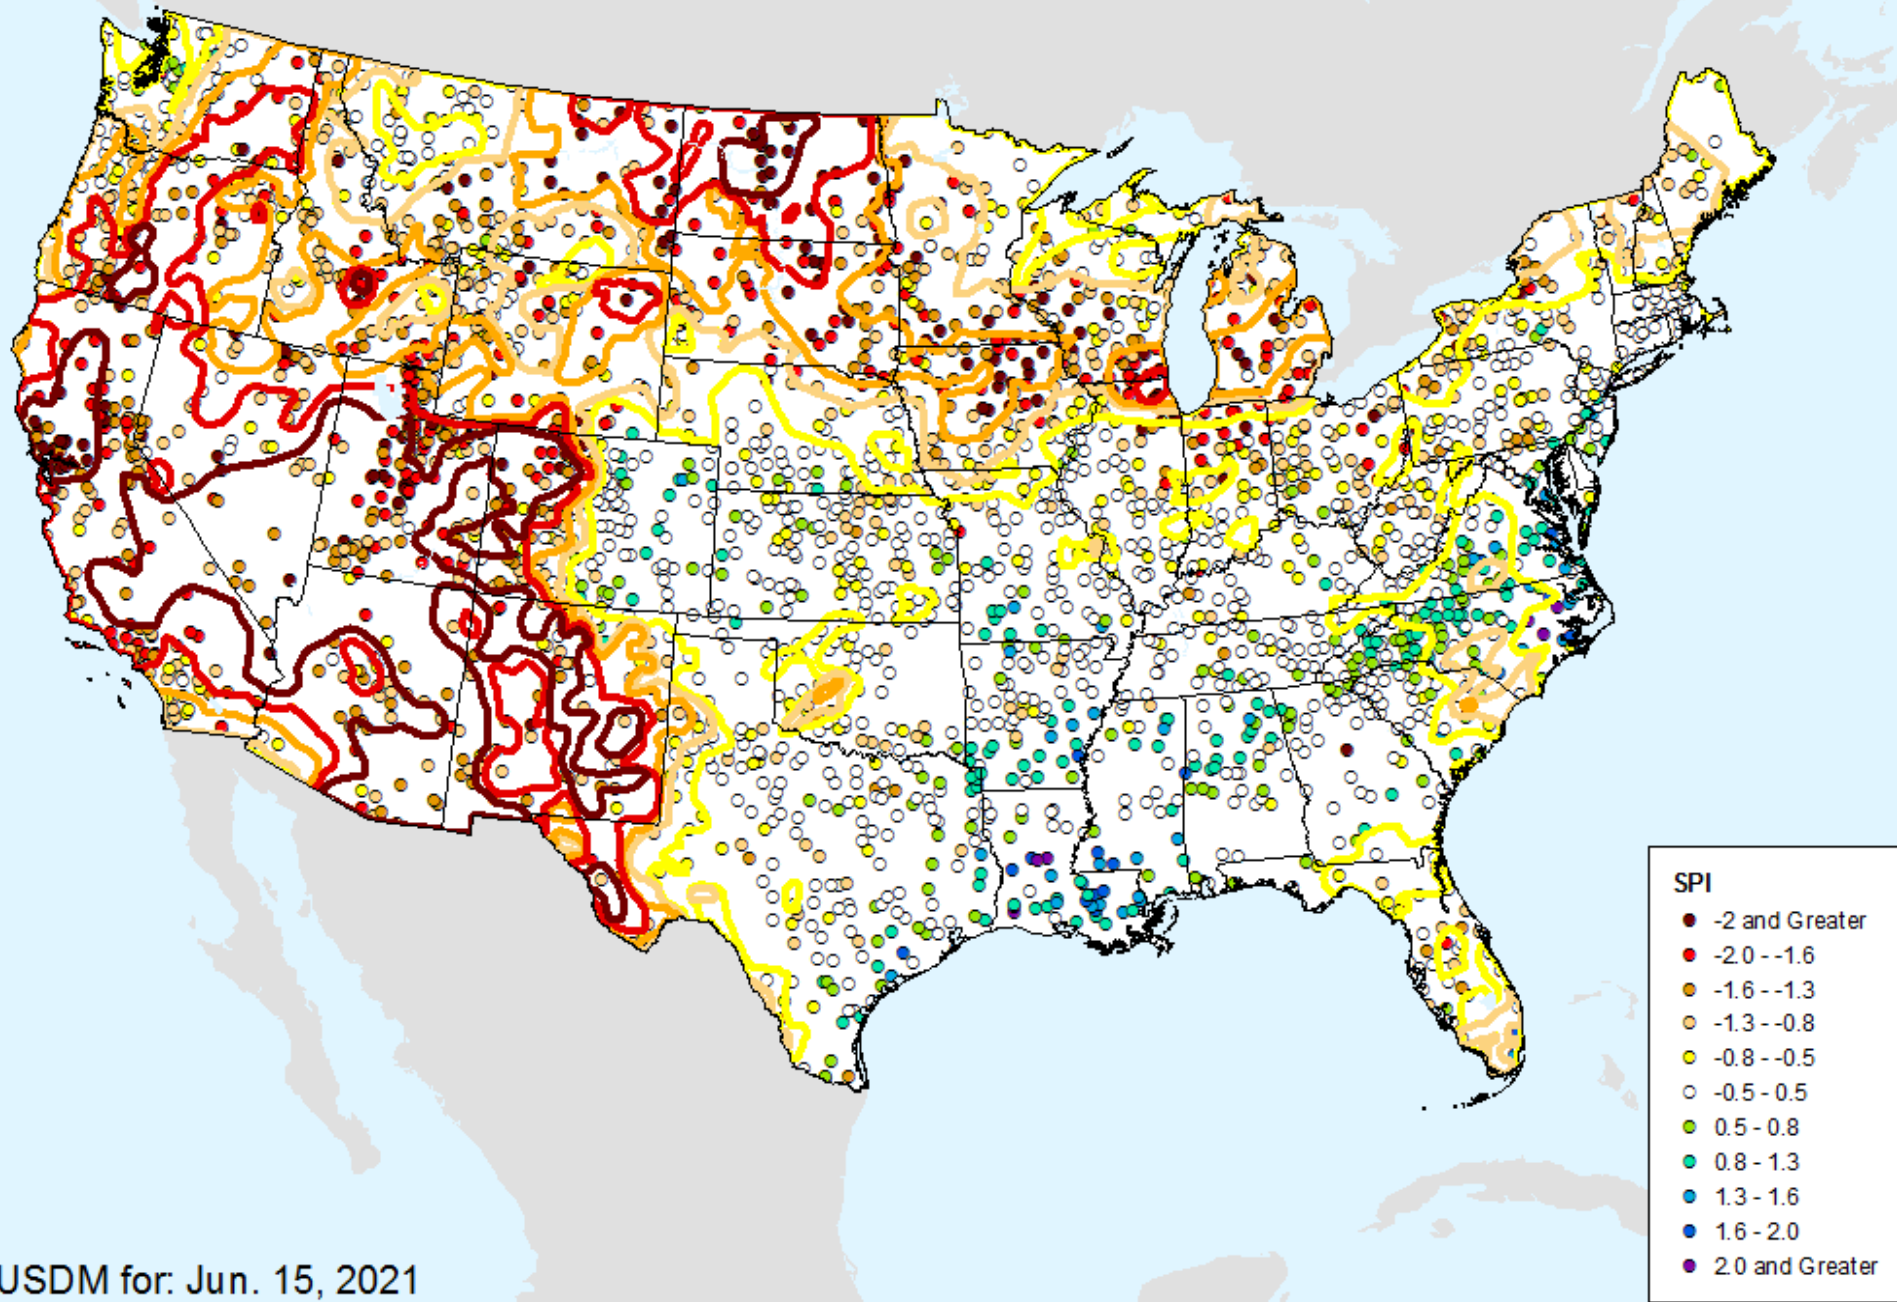 SPI
-2 and Greater
-2.0 - -1.6
-1.6 - -1.3
-1.3 - -0.8
-0.8 - -0.5
-0.5 - 0.5
0.5 - 0.8
0.8 - 1.3
1.3 - 1.6
1.6 - 2.0
2.0 and Greater
USDM for: Jun. 15, 2021